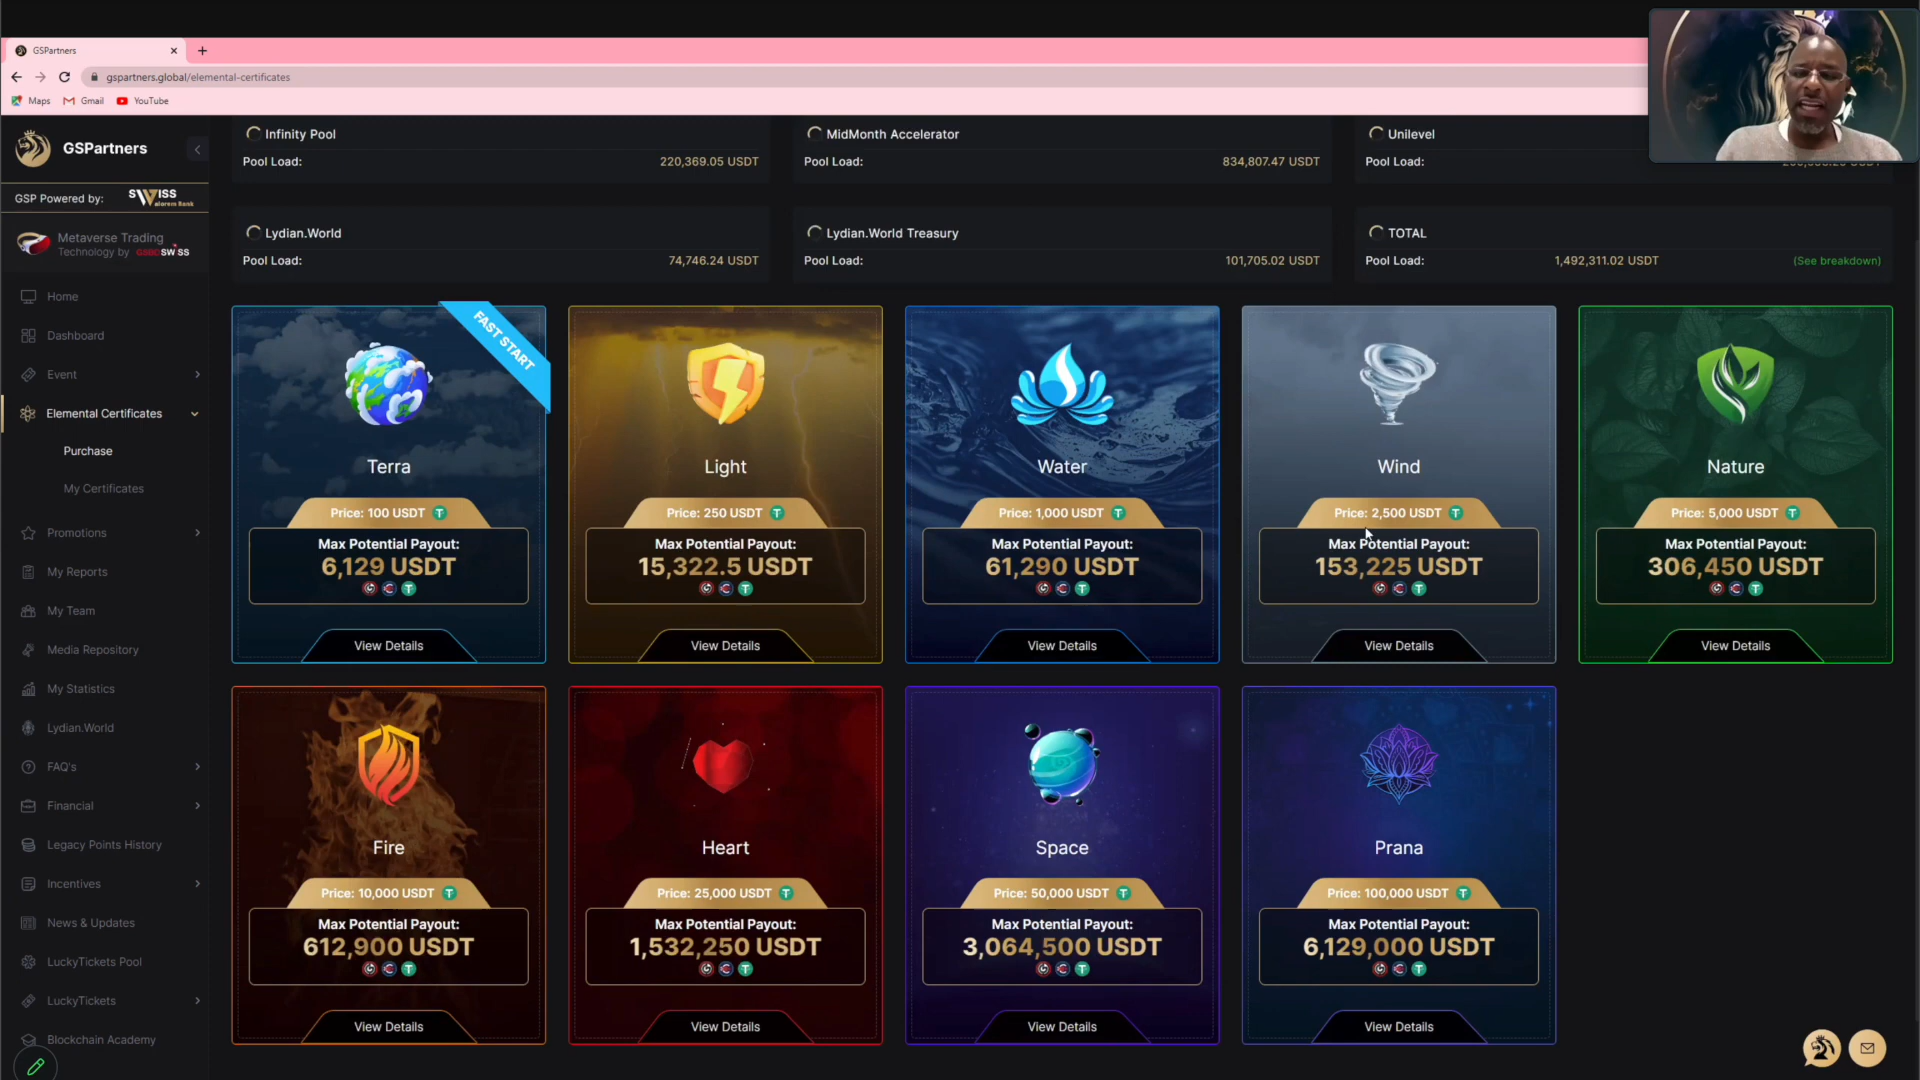 GSPartners
gspartners.global/elemental-certificates
Maps
Gmail
YouTube
GSPartners
GSP Powered by:
SWISS
Valorem Bank
Metaverse Trading
Technology by GSBGSWISS
Home
Dashboard
Event
Elemental Certificates
Purchase
My Certificates
Promotions
My Reports
My Team
Media Repository
My Statistics
Lydian.World
FAQ's
Financial
Legacy Points History
Incentives
News & Updates
LuckyTickets Pool
LuckyTickets
Blockchain Academy
Infinity Pool
Pool Load:
220,369.05 USDT
MidMonth Accelerator
Pool Load:
834,807.47 USDT
Unilevel
Pool Load:
Lydian.World
Pool Load:
74,746.24 USDT
Lydian.World Treasury
Pool Load:
101,705.02 USDT
TOTAL
Pool Load:
1,492,311.02 USDT
(See breakdown)
FAST START
Terra
Price: 100 USDT
Max Potential Payout:
6,129 USDT
View Details
Light
Price: 250 USDT
Max Potential Payout:
15,322.5 USDT
View Details
Water
Price: 1,000 USDT
Max Potential Payout:
61,290 USDT
View Details
Wind
Price: 2,500 USDT
Max Potential Payout:
153,225 USDT
View Details
Nature
Price: 5,000 USDT
Max Potential Payout:
306,450 USDT
View Details
Fire
Price: 10,000 USDT
Max Potential Payout:
612,900 USDT
View Details
Heart
Price: 25,000 USDT
Max Potential Payout:
1,532,250 USDT
View Details
Space
Price: 50,000 USDT
Max Potential Payout:
3,064,500 USDT
View Details
Prana
Price: 100,000 USDT
Max Potential Payout:
6,129,000 USDT
View Details